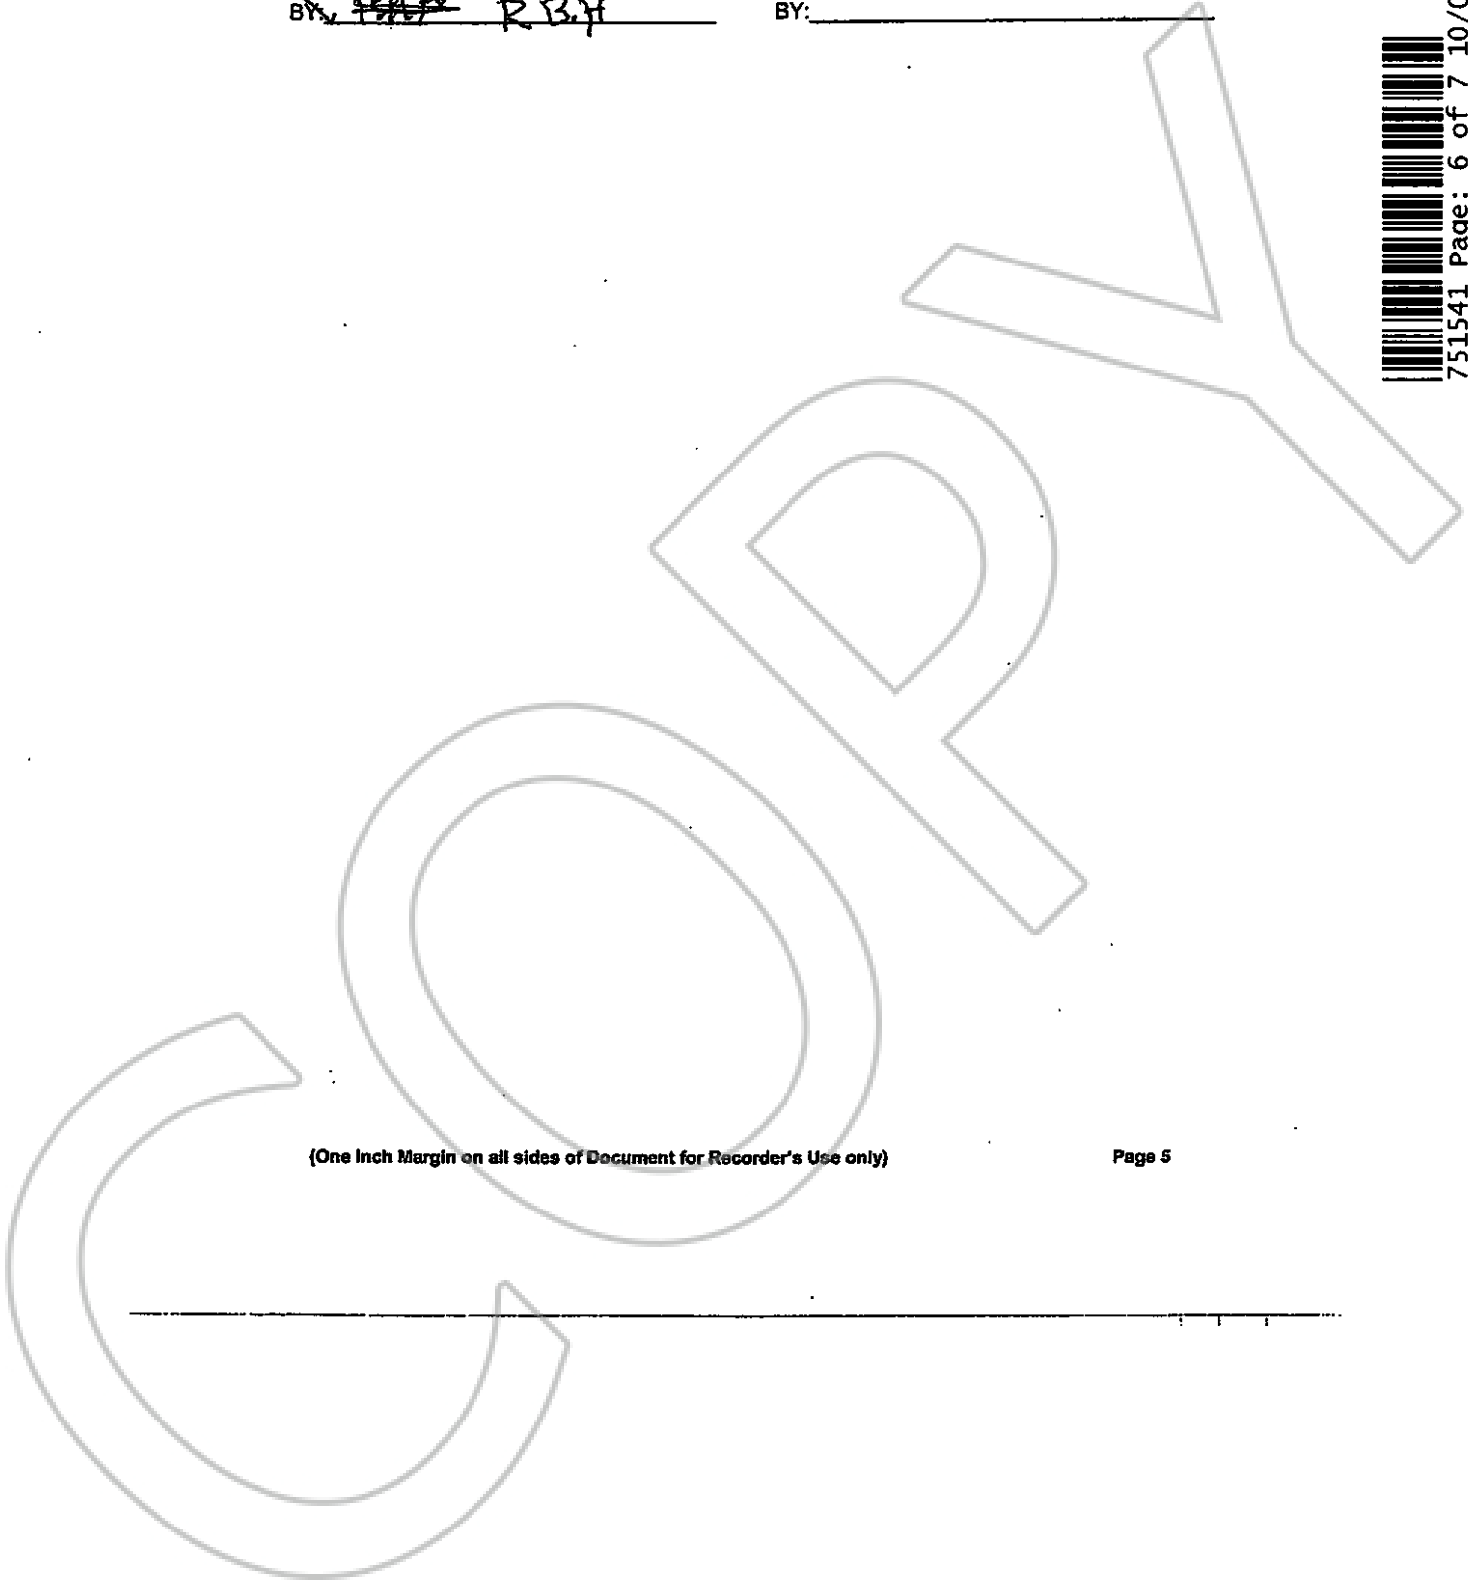 BY: R.B.H BY:
751541 Page: 6 of 7 10/0
COPY
{One Inch Margin on all sides of Document for Recorder's Use only} Page 5